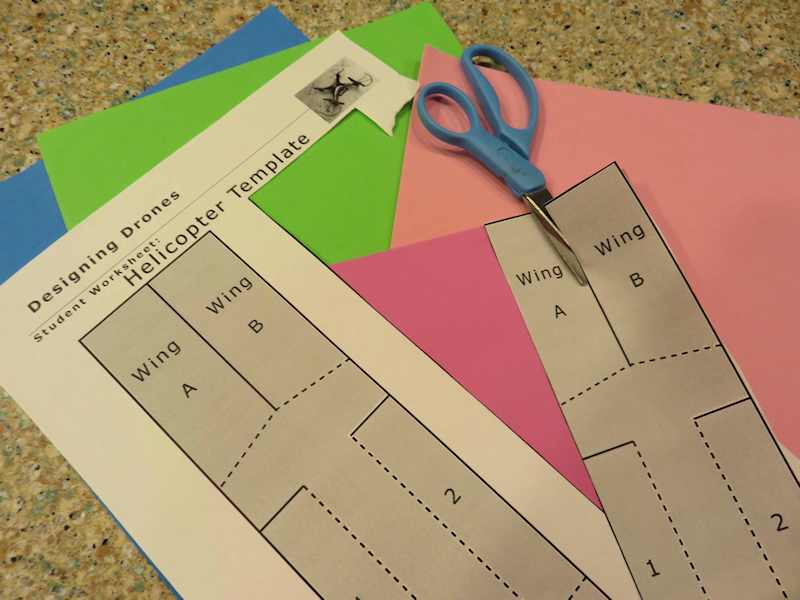 Designing Drones
Student Worksheet:
Helicopter Template
Wing
A
Wing
B
2
Wing
A
Wing
B
1
2